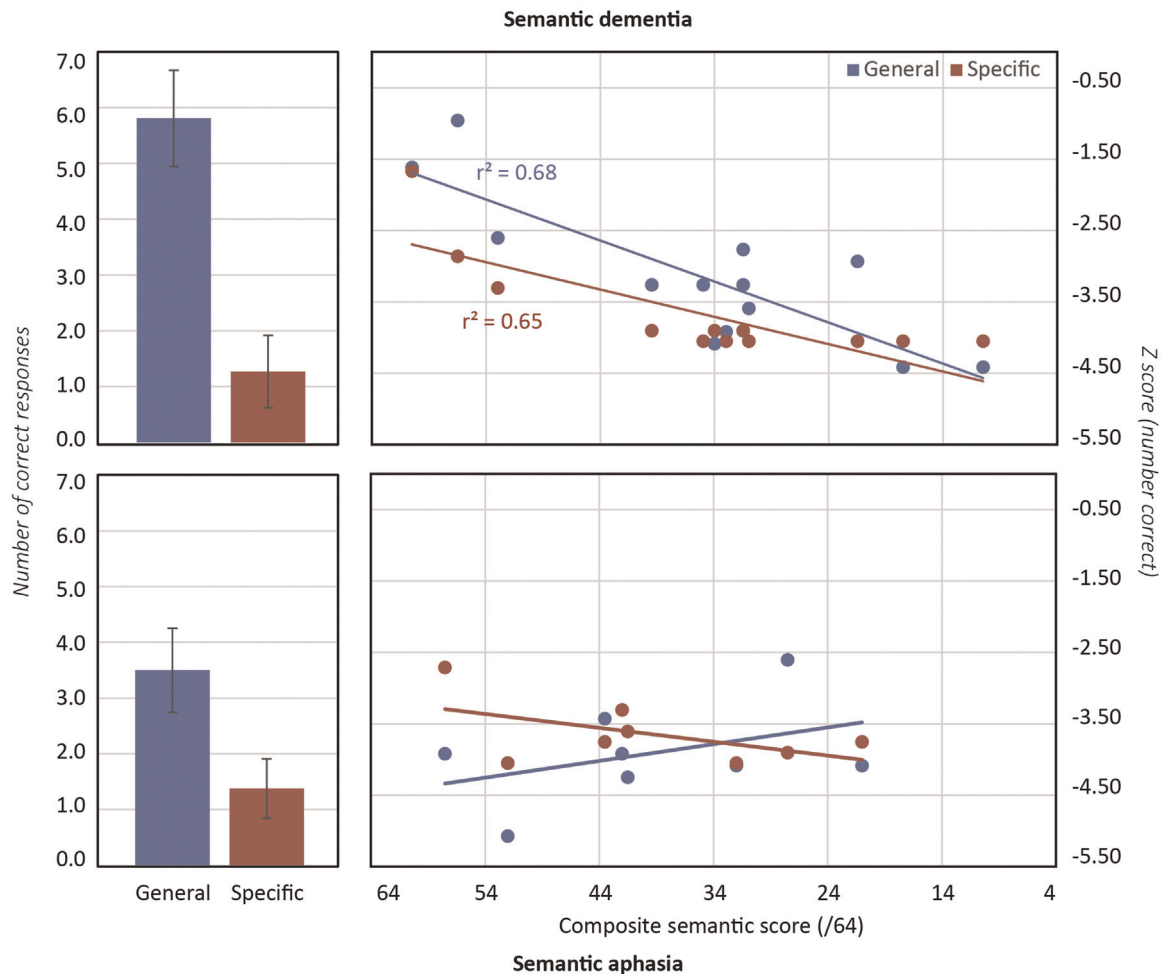 Semantic dementia
7.0
6.0
5.0
4.0
3.0
2.0
1.0
0.0
General Specific
r² = 0.68
r² = 0.65
-0.50
-1.50
-2.50
-3.50
-4.50
-5.50
Number of correct responses
Z score (number correct)
7.0
6.0
5.0
4.0
3.0
2.0
1.0
0.0
-0.50
-1.50
-2.50
-3.50
-4.50
-5.50
General Specific
64 54 44 34 24 14 4
Composite semantic score (/64)
Semantic aphasia